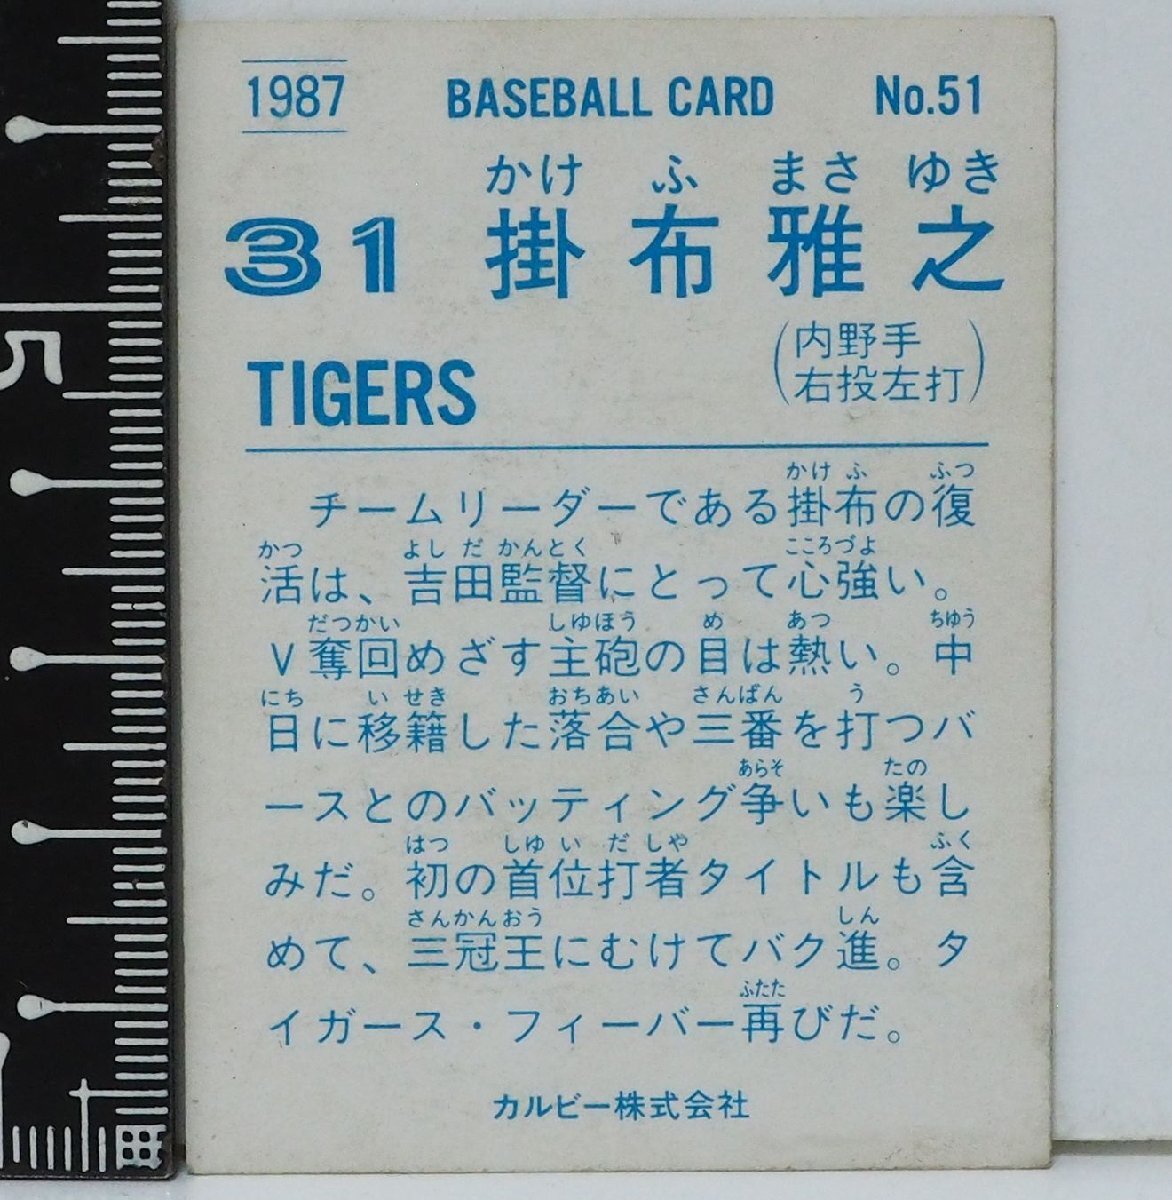 1987 BASEBALL CARD No.51
かけ ふ まさ ゆき
31 掛布雅之
(内野手
右投左打)
TIGERS
かけ ふ ふつ
チームリーダーである掛布の復
かつ よし だ かんとく こころづよ
活は、吉田監督にとって心強い。
だつかい しゆほう め あつ ちゆう
V奪回めざす主砲の目は熱い。中
にち い せき おちあい さんばん う
日に移籍した落合や三番を打つバ
あらそ たの
ースとのバッティング争いも楽し
はつ しゆ い だ しや ふく
みだ。初の首位打者タイトルも含
さんかんおう しん
めて、三冠王にむけてバク進。タ
ふたた
イガース・フィーバー再びだ。
カルビー株式会社
5